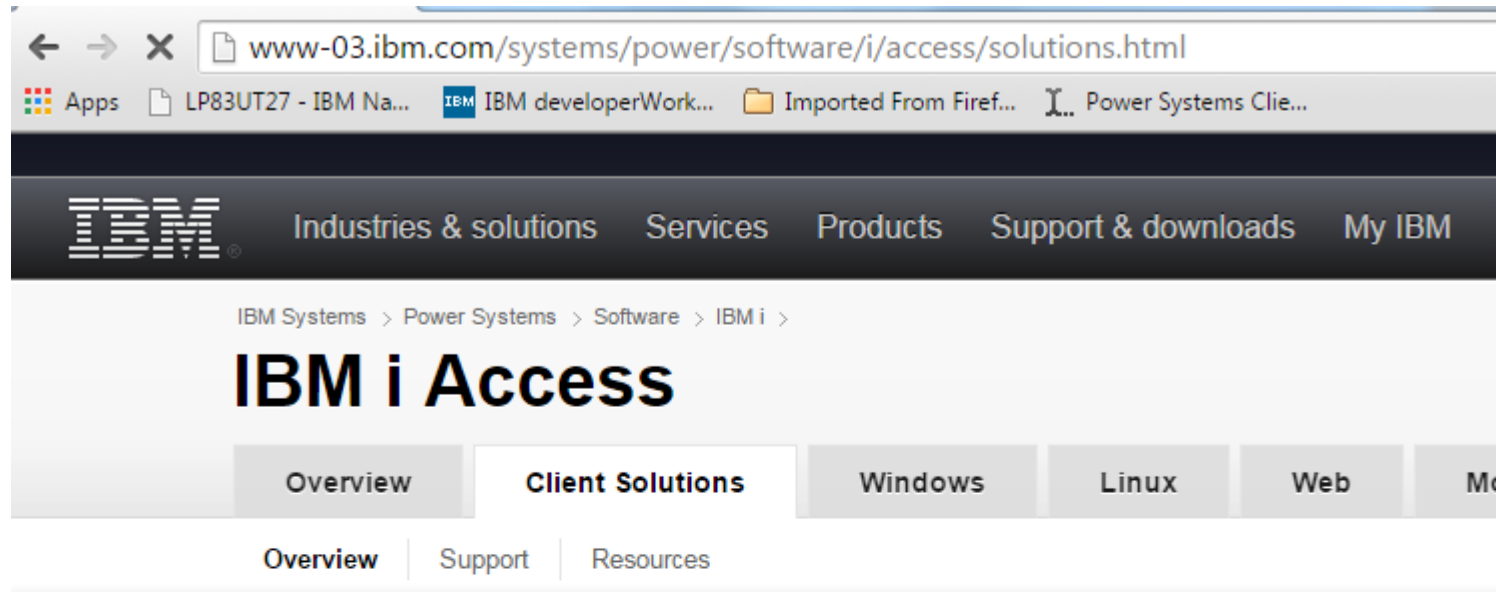 www-03.ibm.com/systems/power/software/i/access/solutions.html
Apps LP83UT27 - IBM Na... IBM IBM developerWork... Imported From Firef... Power Systems Clie...
IBM® Industries & solutions Services Products Support & downloads My IBM
IBM Systems > Power Systems > Software > IBM i >
IBM i Access
Overview Client Solutions Windows Linux Web
Overview Support Resources